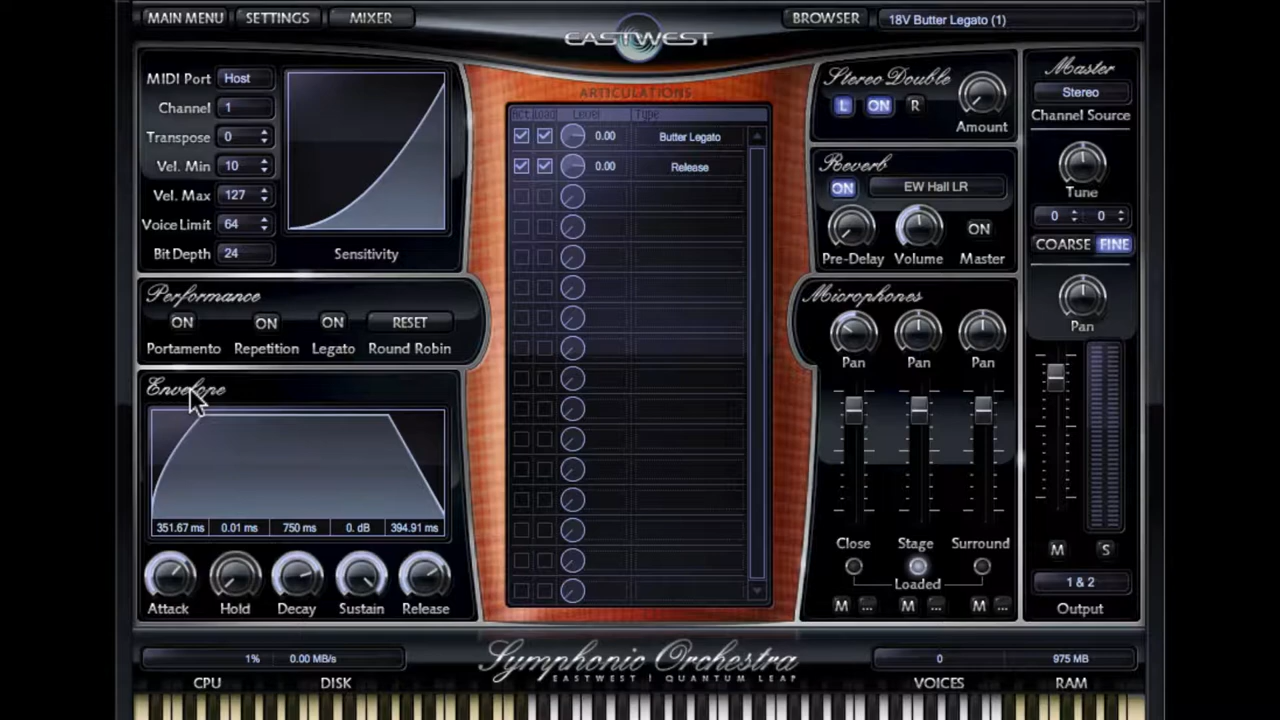 MAIN MENU SETTINGS MIXER BROWSER 18V Butter Legato (1)
EASTWEST
MIDI Port Host
Channel 1
Transpose 0
Vel. Min 10
Vel. Max 127
Voice Limit 64
Bit Depth 24
Sensitivity
Performance
ON ON ON RESET
Portamento Repetition Legato Round Robin
Envelope
351.67 ms 0.01 ms 750 ms 0. dB 394.91 ms
Attack Hold Decay Sustain Release
ARTICULATIONS
Act Load Level Type
0.00 Butter Legato
0.00 Release
Stereo Double
L ON R
Amount
Reverb
ON EW Hall LR
ON
Pre-Delay Volume Master
Microphones
Pan Pan Pan
Close Stage Surround
Loaded
M ... M ... M ...
Master
Stereo
Channel Source
Tune
0 0
COARSE FINE
Pan
M S
1 & 2
Output
1% 0.00 MB/s
CPU DISK
Symphonic Orchestra
EASTWEST | QUANTUM LEAP
0 975 MB
VOICES RAM